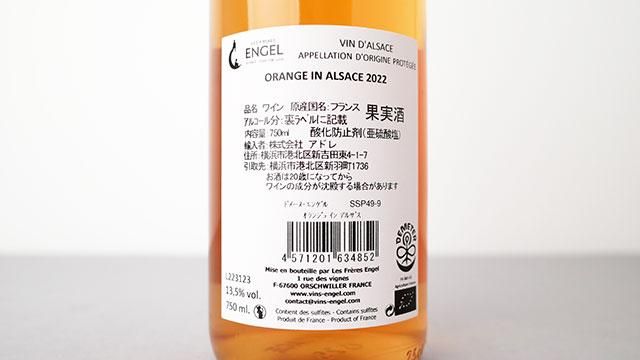 ENGEL
VIN D'ALSACE
APPELLATION D'ORIGINE PROTÉGÉE
ORANGE IN ALSACE 2022
品名 ワイン 原産国名:フランス 果実酒
アルコール分:裏ラベルに記載
内容量 750ml 酸化防止剤(亜硫酸塩)
輸入者:株式会社 アドレ
住所:横浜市港北区新吉田東4-1-7
引取先:横浜市港北区新羽町1736
お酒は20歳になってから
ワインの成分が沈殿する場合があります
ドメーヌ・エンゲル SSP49-9
オランジュ イン アルザス
4 571201 634852
DEMETER
Mise en bouteille par Les Frères Engel
1 rue des vignes
F-67600 ORSCHWILLER FRANCE
www.vins-engel.com
contact@vins-engel.com
L223123
13,5% vol.
750 ml.
Contient des sulfites - Contains sulfites
Produit de France - Product of France